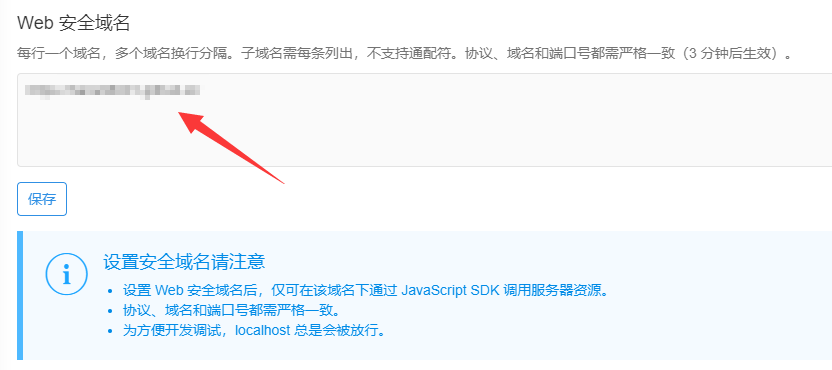 Web 安全域名
每行一个域名，多个域名换行分隔。子域名需每条列出，不支持通配符。协议、域名和端口号都需严格一致（3 分钟后生效）。
保存
设置安全域名请注意
设置 Web 安全域名后，仅可在该域名下通过 JavaScript SDK 调用服务器资源。
协议、域名和端口号都需严格一致。
为方便开发调试，localhost 总是会被放行。